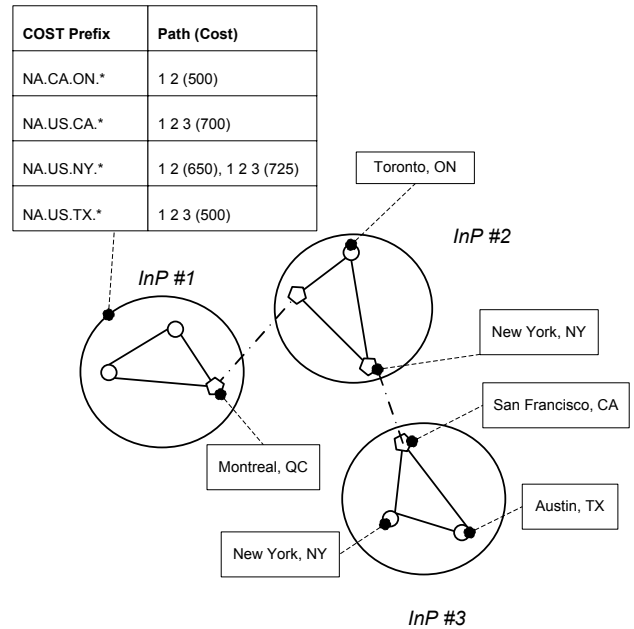 COST Prefix Path (Cost)
NA.CA.ON.* 1 2 (500)
NA.US.CA.* 1 2 3 (700)
NA.US.NY.* 1 2 (650), 1 2 3 (725)
NA.US.TX.* 1 2 3 (500)
Toronto, ON
InP #2
InP #1
New York, NY
San Francisco, CA
Montreal, QC
Austin, TX
New York, NY
InP #3